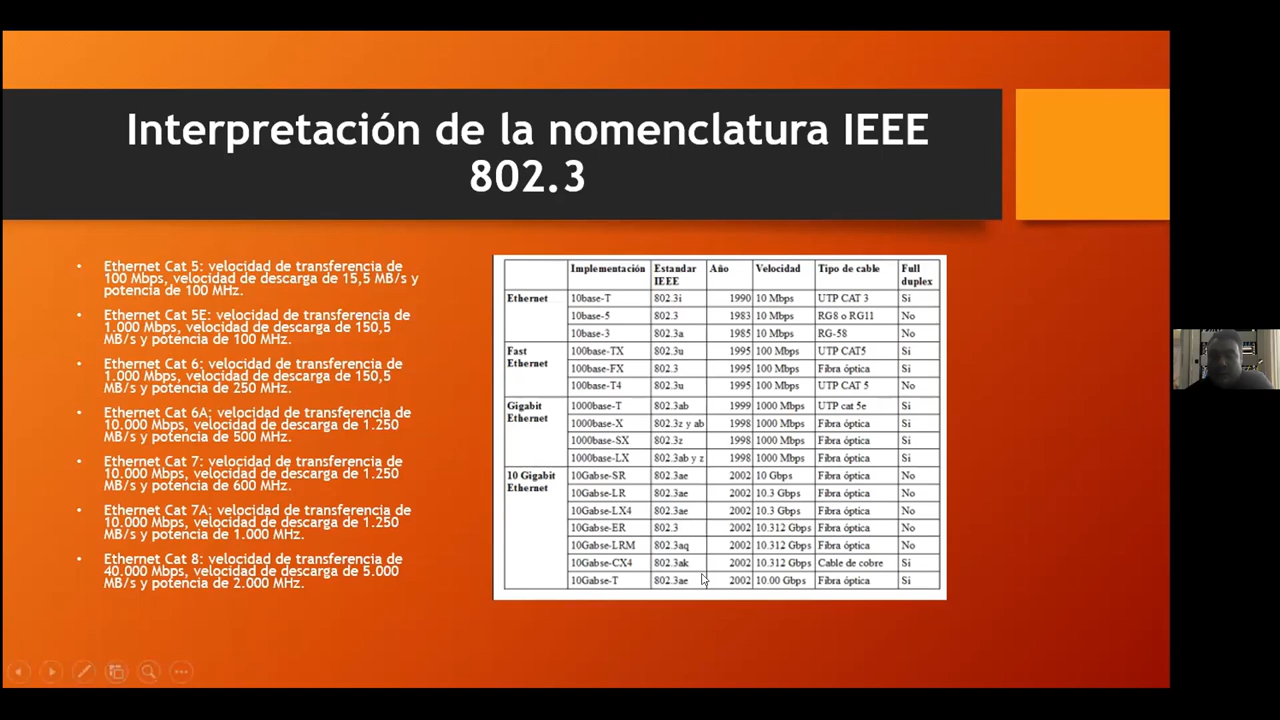 Interpretación de la nomenclatura IEEE
802.3
• Ethernet Cat 5: velocidad de transferencia de
100 Mbps, velocidad de descarga de 15,5 MB/s y
potencia de 100 MHz.
• Ethernet Cat 5E: velocidad de transferencia de
1.000 Mbps, velocidad de descarga de 150,5
MB/s y potencia de 100 MHz.
• Ethernet Cat 6: velocidad de transferencia de
1.000 Mbps, velocidad de descarga de 150,5
MB/s y potencia de 250 MHz.
• Ethernet Cat 6A: velocidad de transferencia de
10.000 Mbps, velocidad de descarga de 1.250
MB/s y potencia de 500 MHz.
• Ethernet Cat 7: velocidad de transferencia de
10.000 Mbps, velocidad de descarga de 1.250
MB/s y potencia de 600 MHz.
• Ethernet Cat 7A: velocidad de transferencia de
10.000 Mbps, velocidad de descarga de 1.250
MB/s y potencia de 1.000 MHz.
• Ethernet Cat 8: velocidad de transferencia de
40.000 Mbps, velocidad de descarga de 5.000
MB/s y potencia de 2.000 MHz.
Implementación Estandar IEEE Año Velocidad Tipo de cable Full duplex
Ethernet 10base-T 802.3i 1990 10 Mbps UTP CAT 3 Si
10base-5 802.3 1983 10 Mbps RG8 o RG11 No
10base-3 802.3a 1985 10 Mbps RG-58 No
Fast Ethernet 100base-TX 802.3u 1995 100 Mbps UTP CAT5 Si
100base-FX 802.3 1995 100 Mbps Fibra óptica Si
100base-T4 802.3u 1995 100 Mbps UTP CAT 5 No
Gigabit Ethernet 1000base-T 802.3ab 1999 1000 Mbps UTP cat 5e Si
1000base-X 802.3z y ab 1998 1000 Mbps Fibra óptica Si
1000base-SX 802.3z 1998 1000 Mbps Fibra óptica Si
1000base-LX 802.3ab y z 1998 1000 Mbps Fibra óptica Si
10 Gigabit Ethernet 10Gabse-SR 802.3ae 2002 10 Gbps Fibra óptica No
10Gabse-LR 802.3ae 2002 10.3 Gbps Fibra óptica No
10Gabse-LX4 802.3ae 2002 10.3 Gbps Fibra óptica No
10Gabse-ER 802.3 2002 10.312 Gbps Fibra óptica No
10Gabse-LRM 802.3aq 2002 10.312 Gbps Fibra óptica No
10Gabse-CX4 802.3ak 2002 10.312 Gbps Cable de cobre Si
10Gabse-T 802.3ae 2002 10.00 Gbps Fibra óptica Si